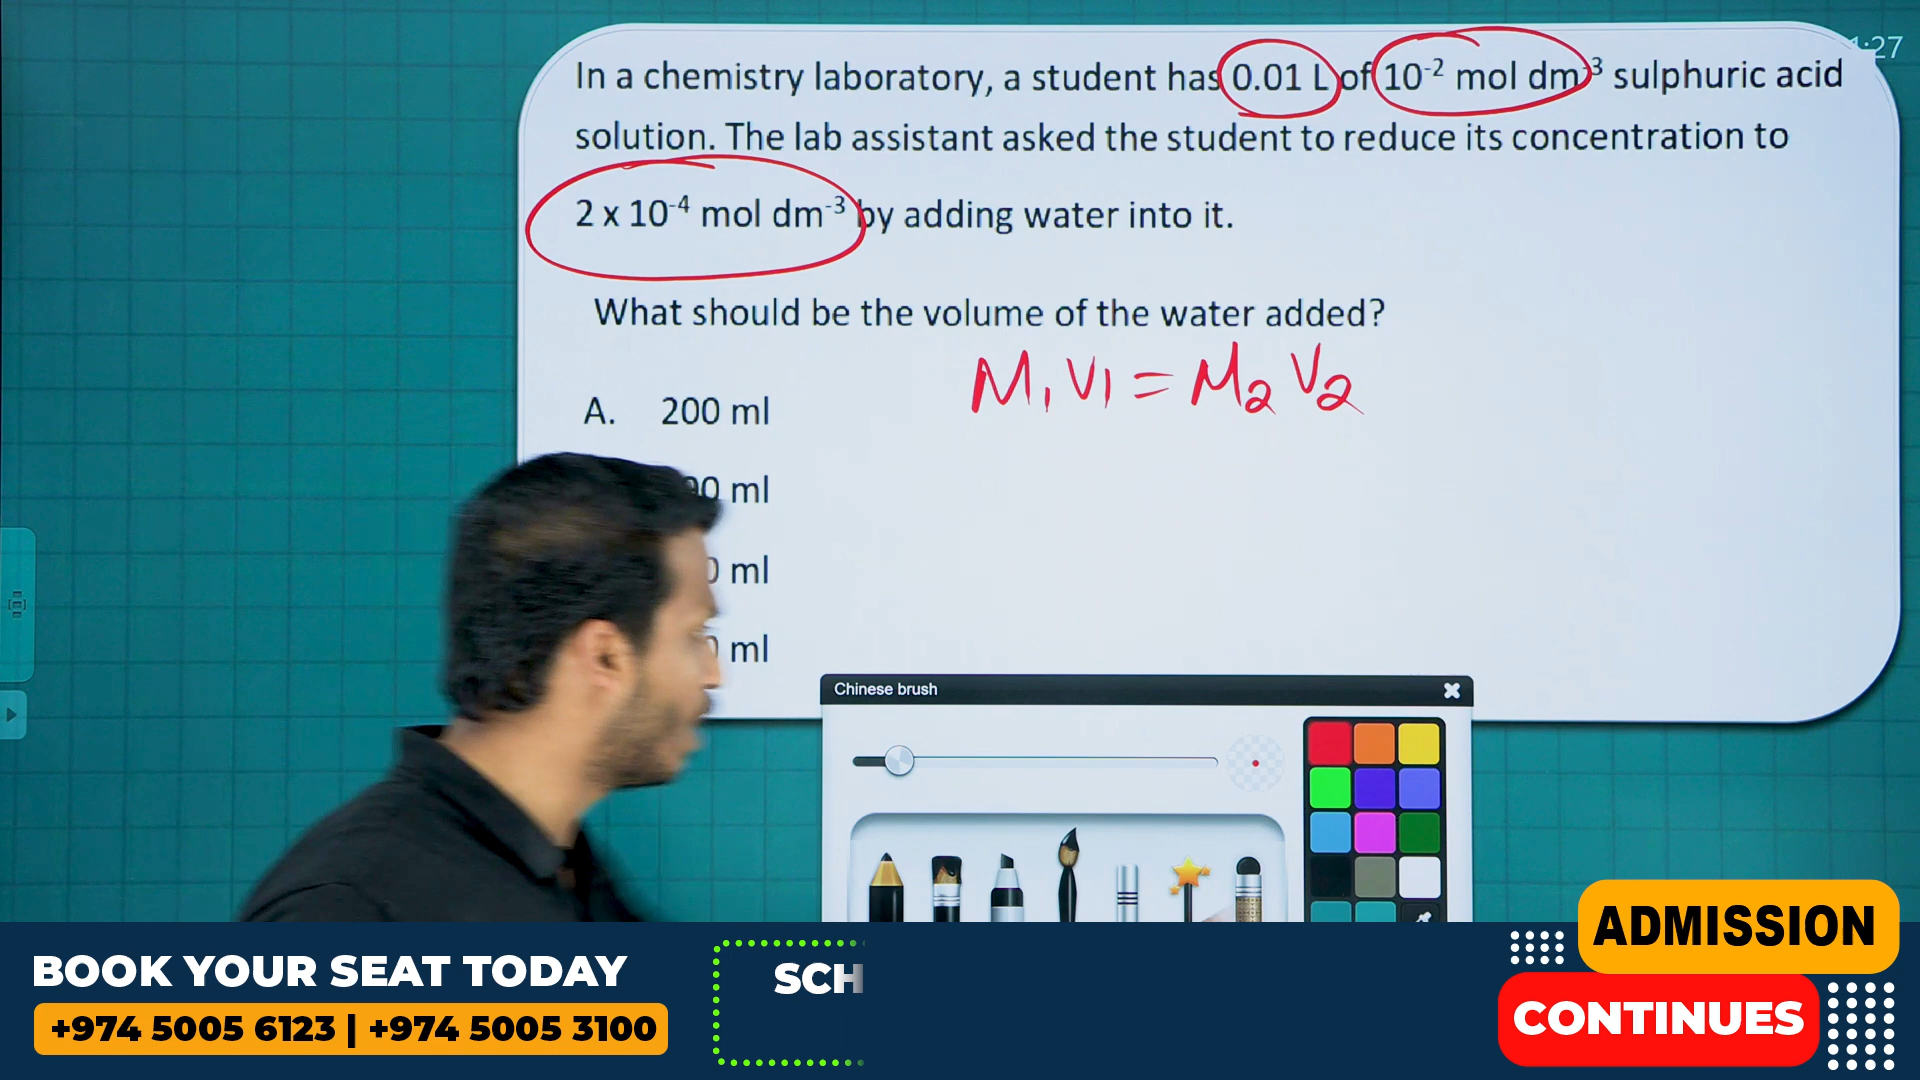 1:27
In a chemistry laboratory, a student has 0.01 L of 10⁻² mol dm⁻³ sulphuric acid
solution. The lab assistant asked the student to reduce its concentration to
2 x 10⁻⁴ mol dm⁻³ by adding water into it.
What should be the volume of the water added?
M₁V₁ = M₂V₂
A. 200 ml
ml
ml
ml
Chinese brush
BOOK YOUR SEAT TODAY
+974 5005 6123 | +974 5005 3100
SCH
ADMISSION
CONTINUES